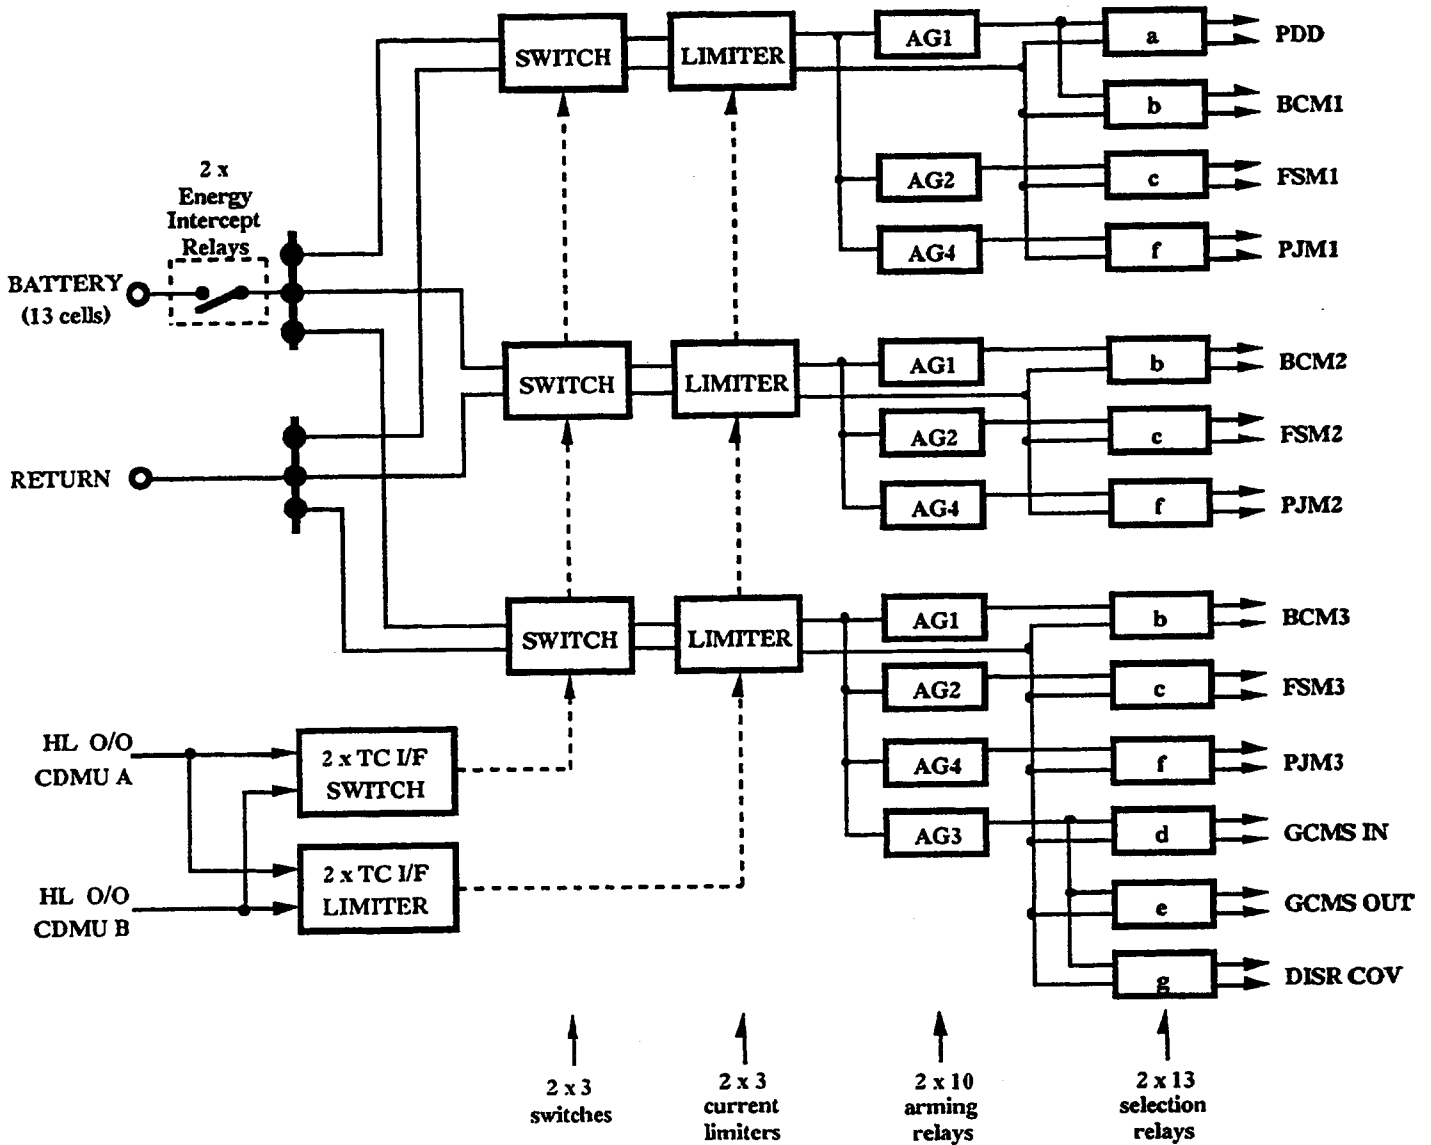 SWITCH
LIMITER
AG1
a
PDD
b
BCM1
AG2
c
FSM1
AG4
f
PJM1
2 x
Energy
Intercept
Relays
BATTERY
(13 cells)
RETURN
SWITCH
LIMITER
AG1
b
BCM2
AG2
c
FSM2
AG4
f
PJM2
SWITCH
LIMITER
AG1
b
BCM3
AG2
c
FSM3
AG4
f
PJM3
AG3
d
GCMS IN
e
GCMS OUT
g
DISR COV
HL O/O
CDMU A
2 x TC I/F
SWITCH
HL O/O
CDMU B
2 x TC I/F
LIMITER
2 x 3
switches
2 x 3
current
limiters
2 x 10
arming
relays
2 x 13
selection
relays